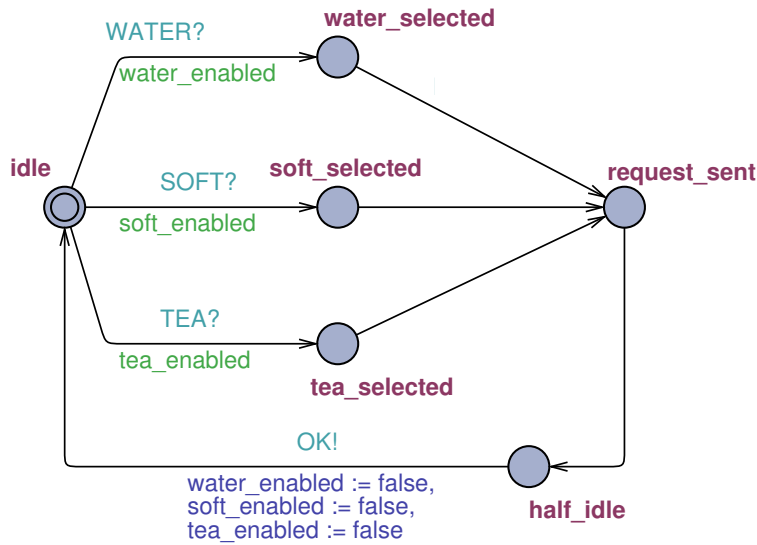 WATER?
water_selected
water_enabled
idle
SOFT?
soft_selected
request_sent
soft_enabled
TEA?
tea_enabled
tea_selected
OK!
water_enabled := false,
soft_enabled := false,
tea_enabled := false
half_idle